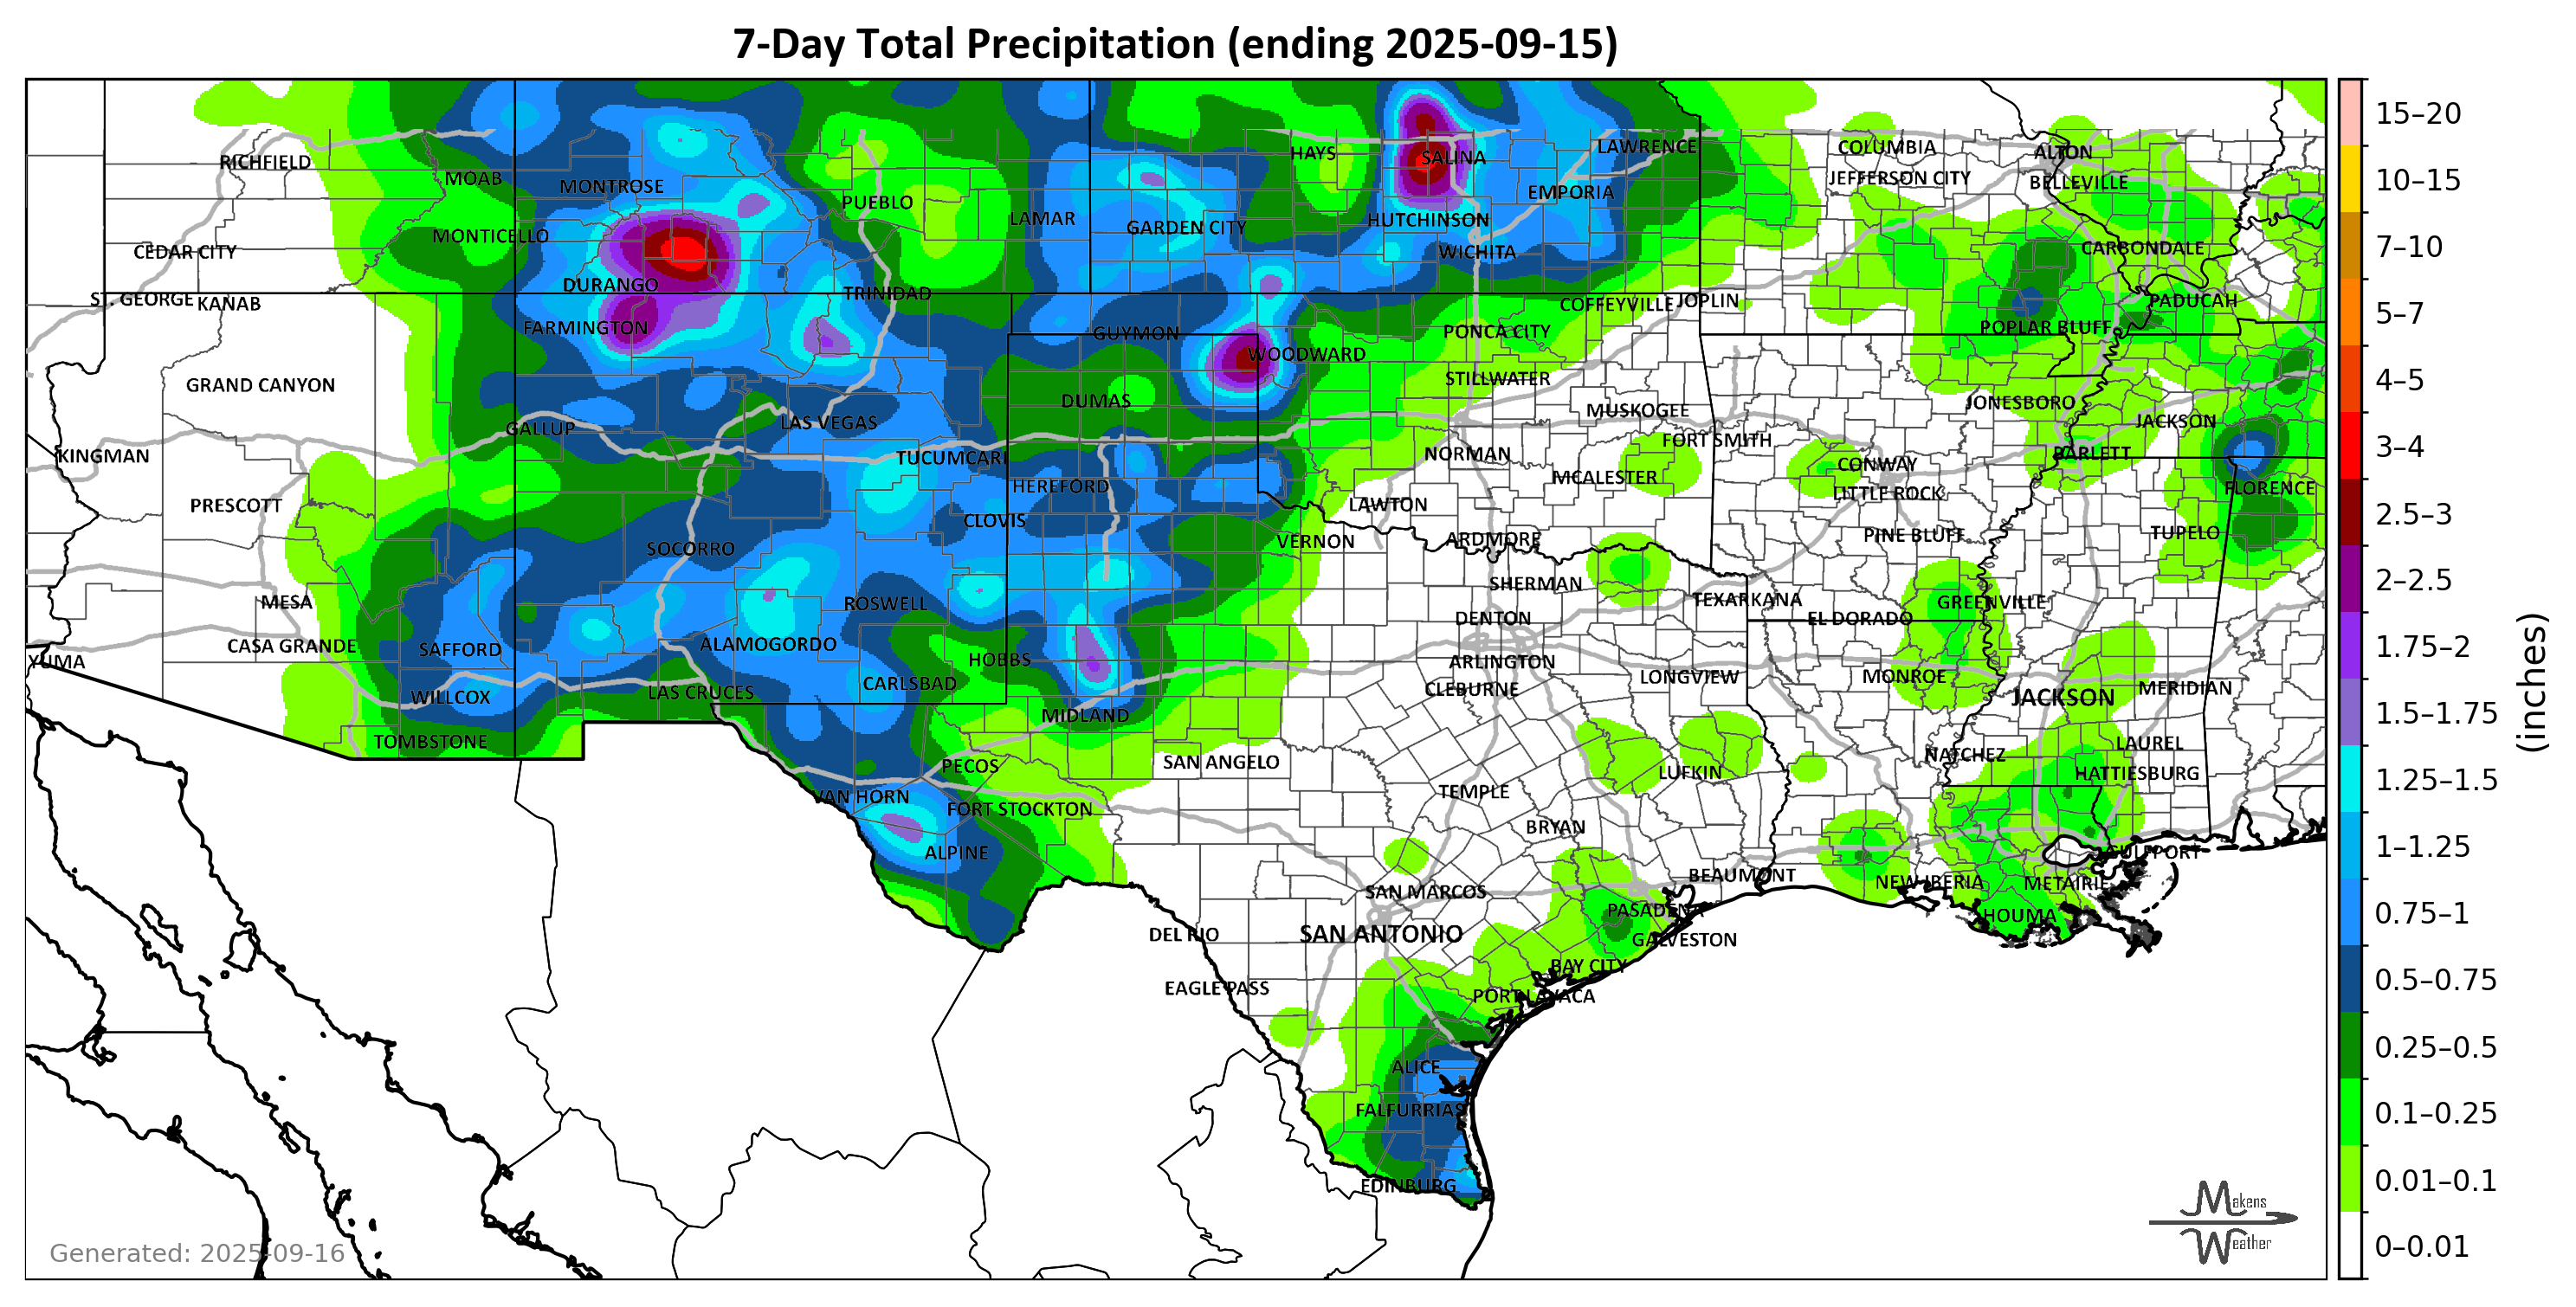 7-Day Total Precipitation (ending 2025-09-15)
RICHFIELD
MOAB
MONTROSE
PUEBLO
LAMAR
HAYS
SALINA
LAWRENCE
COLUMBIA
ALTON
JEFFERSON CITY
BELLEVILLE
EMPORIA
GARDEN CITY
HUTCHINSON
WICHITA
MONTICELLO
CEDAR CITY
CARBONDALE
DURANGO
TRINIDAD
ST. GEORGE
KANAB
COFFEYVILLE
JOPLIN
PADUCAH
FARMINGTON
GUYMON
PONCA CITY
POPLAR BLUFF
WOODWARD
GRAND CANYON
STILLWATER
DUMAS
MUSKOGEE
JONESBORO
LAS VEGAS
JACKSON
GALLUP
FORT SMITH
KINGMAN
TUCUMCARI
NORMAN
BARTLETT
CONWAY
MCALESTER
HEREFORD
LITTLE ROCK
FLORENCE
PRESCOTT
LAWTON
CLOVIS
PINE BLUFF
TUPELO
VERNON
ARDMORE
SOCORRO
SHERMAN
MESA
ROSWELL
TEXARKANA
GREENVILLE
DENTON
EL DORADO
CASA GRANDE
SAFFORD
ALAMOGORDO
YUMA
HOBBS
ARLINGTON
LONGVIEW
MONROE
CARLSBAD
CLEBURNE
WILLCOX
LAS CRUCES
JACKSON
MERIDIAN
MIDLAND
TOMBSTONE
LAUREL
NATCHEZ
PECOS
SAN ANGELO
LUFKIN
HATTIESBURG
VAN HORN
FORT STOCKTON
TEMPLE
BRYAN
ALPINE
GULFPORT
BEAUMONT
NEW IBERIA
METAIRIE
SAN MARCOS
PASADENA
HOUMA
DEL RIO
SAN ANTONIO
GALVESTON
BAY CITY
EAGLE PASS
PORT LAVACA
ALICE
FALFURRIAS
EDINBURG
15–20
10–15
7–10
5–7
4–5
3–4
2.5–3
2–2.5
1.75–2
1.5–1.75
1.25–1.5
1–1.25
0.75–1
0.5–0.75
0.25–0.5
0.1–0.25
0.01–0.1
0–0.01
(inches)
Generated: 2025-09-16
Makens
Weather